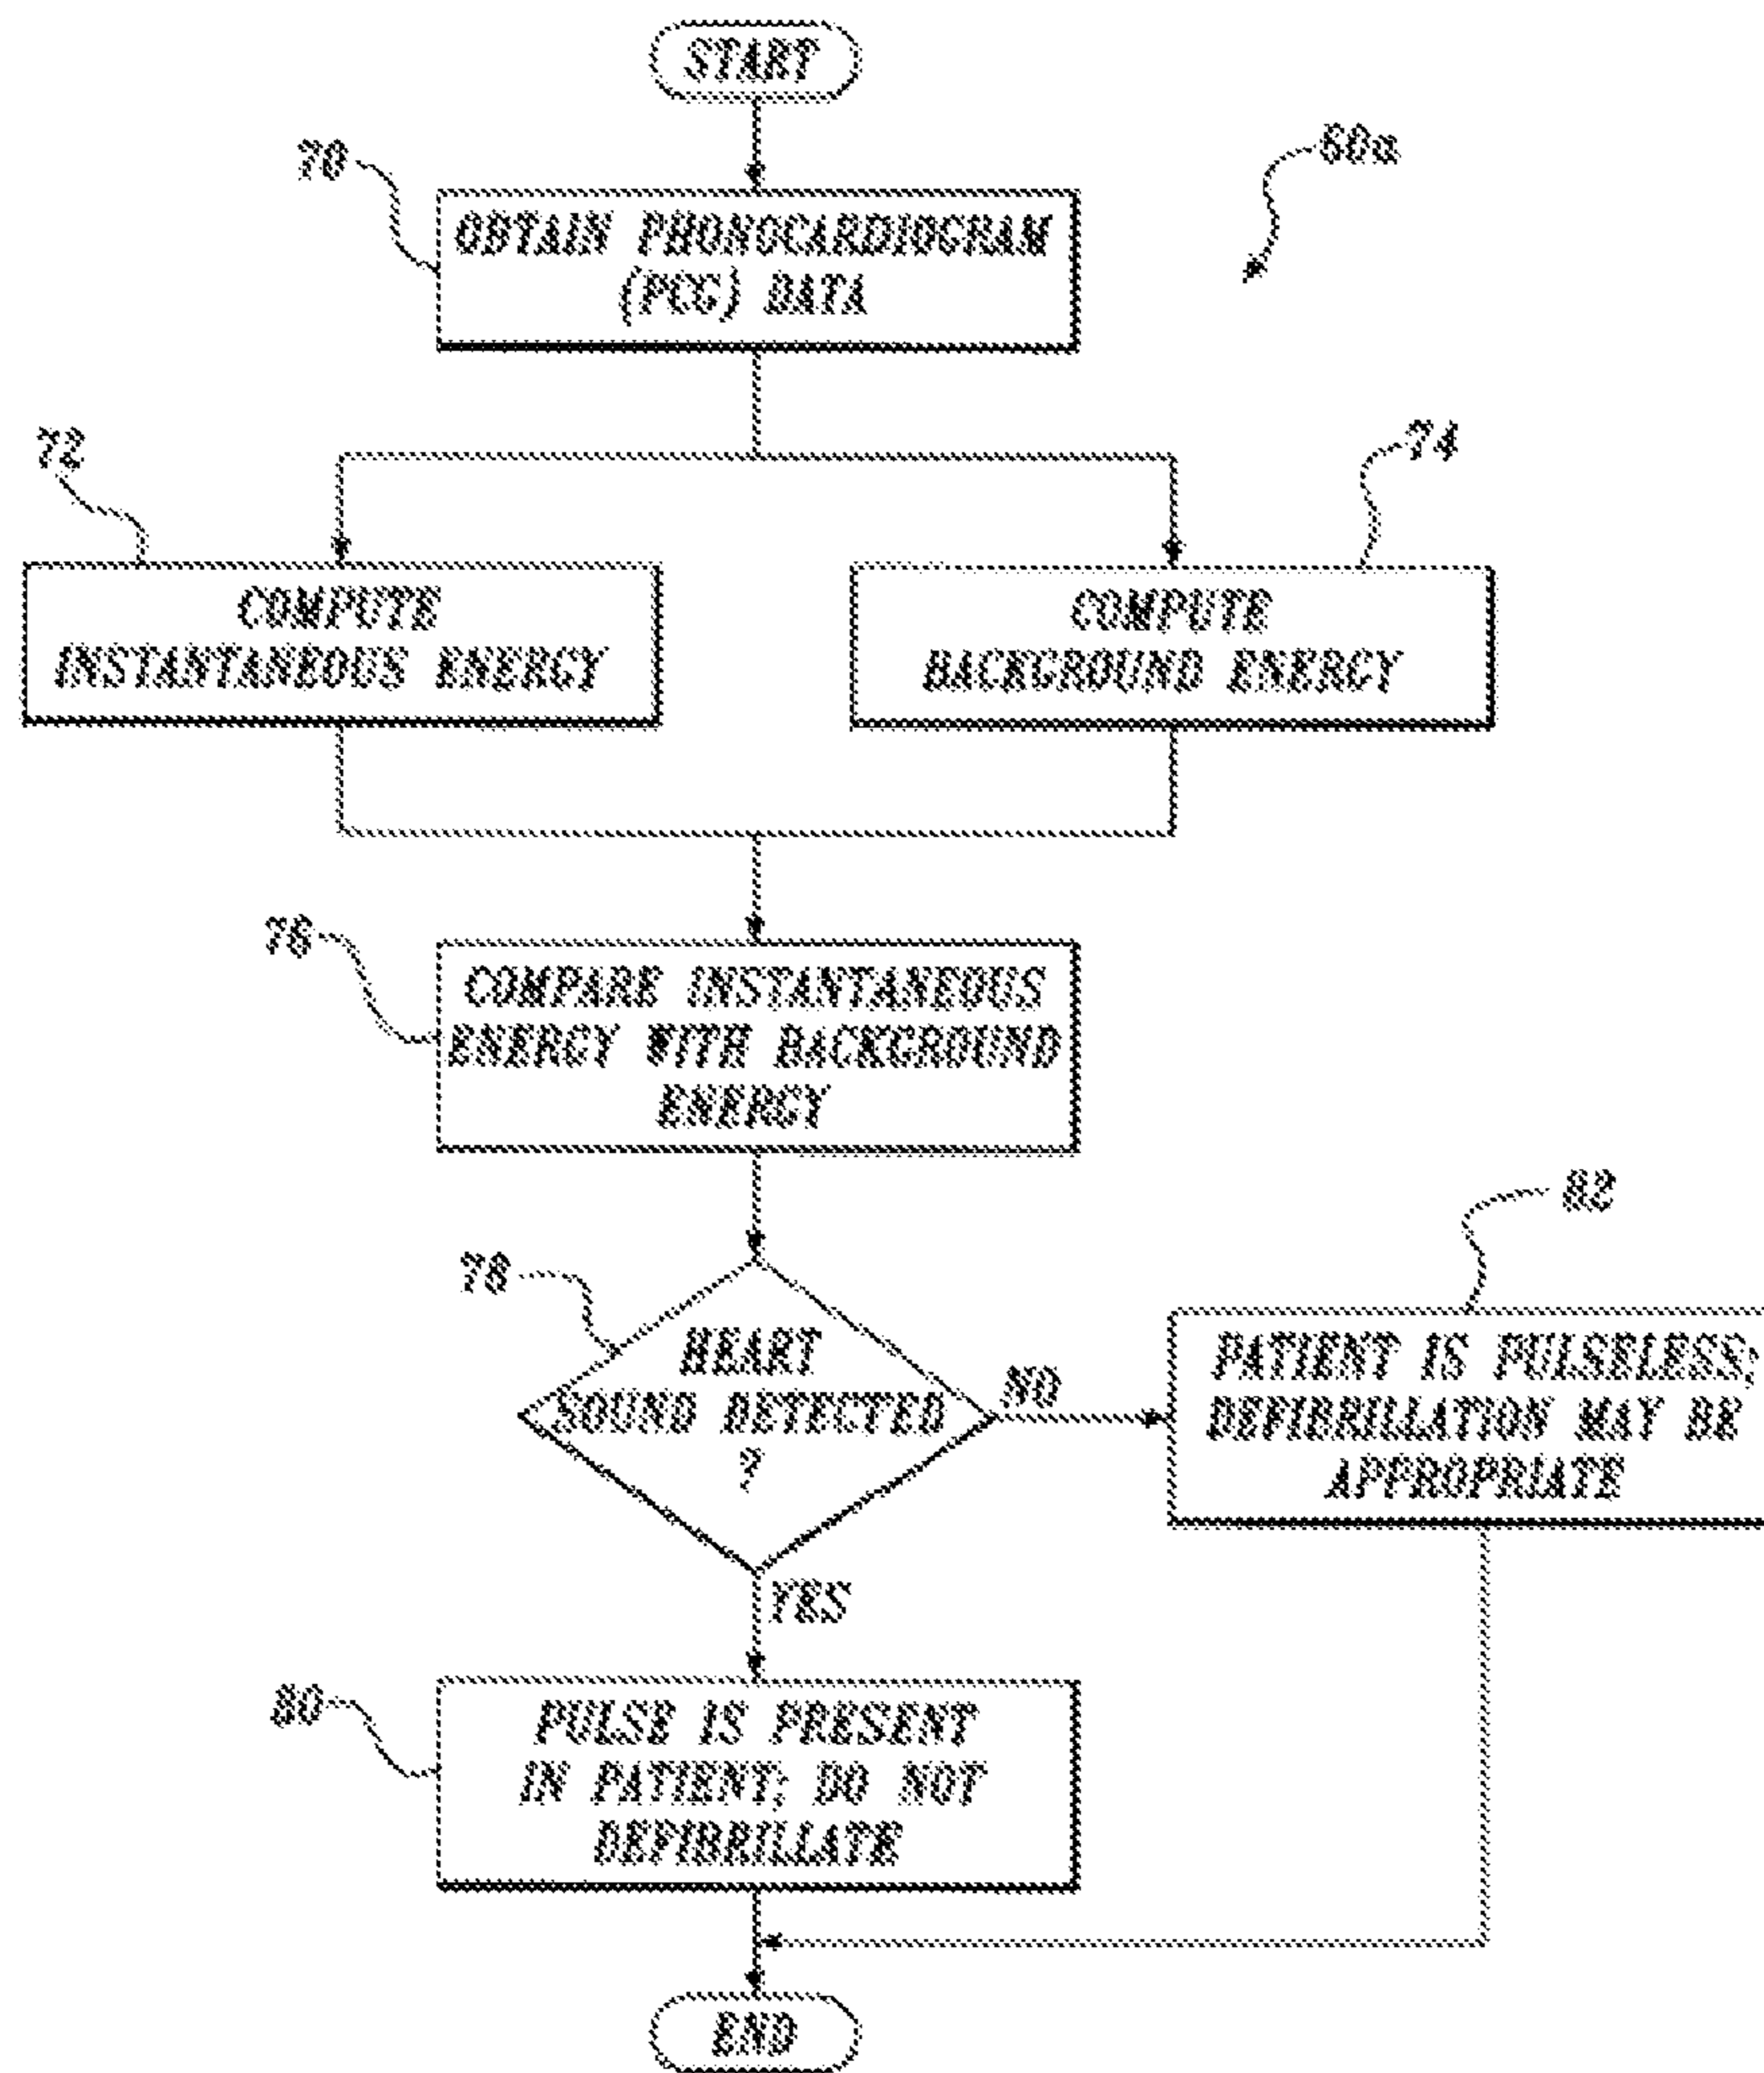 START
70
60a
OBTAIN PHONOCARDIOGRAM
(PCG) DATA
72
74
COMPUTE
INSTANTANEOUS ENERGY
COMPUTE
BACKGROUND ENERGY
76
COMPARE INSTANTANEOUS
ENERGY WITH BACKGROUND
ENERGY
82
78
HEART
SOUND DETECTED
?
NO
PATIENT IS PULSELESS;
DEFIBRILLATION MAY BE
APPROPRIATE
YES
80
PULSE IS PRESENT
IN PATIENT; DO NOT
DEFIBRILLATE
END